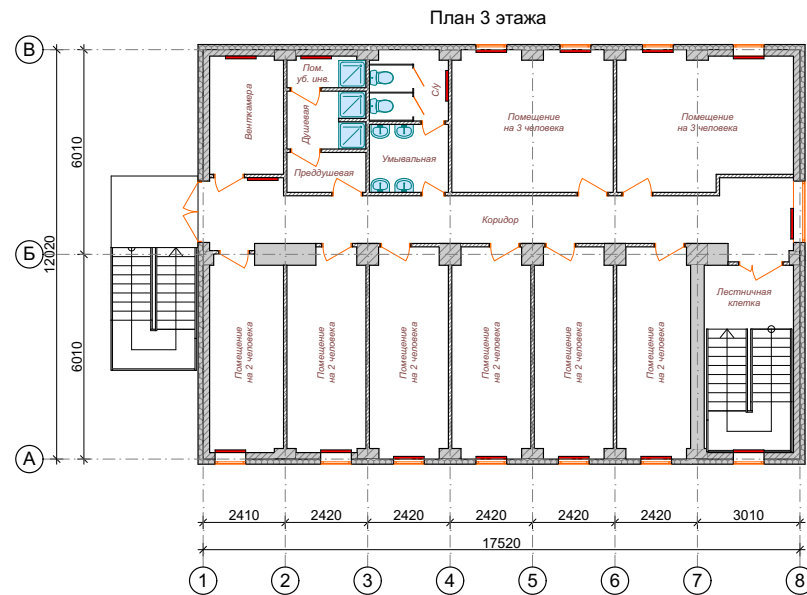 План 3 этажа
В
Пом.
уб. инв.
С/у
Венткамера
Душевая
Помещение
на 3 человека
Помещение
на 3 человека
Умывальная
Преддушевая
6010
Коридор
Б
12020
Лестничная
клетка
Помещение
на 2 человека
Помещение
на 2 человека
Помещение
на 2 человека
Помещение
на 2 человека
Помещение
на 2 человека
Помещение
на 2 человека
6010
А
2410
2420
2420
2420
2420
2420
3010
17520
1
2
3
4
5
6
7
8